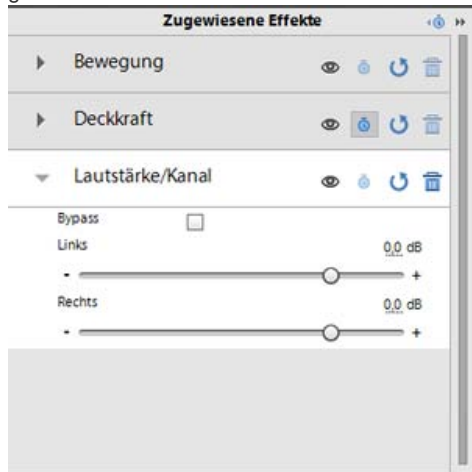 Zugewiesene Effekte
Bewegung
Deckkraft
Lautstärke/Kanal
Bypass
Links 0,0 dB
- +
Rechts 0,0 dB
- +